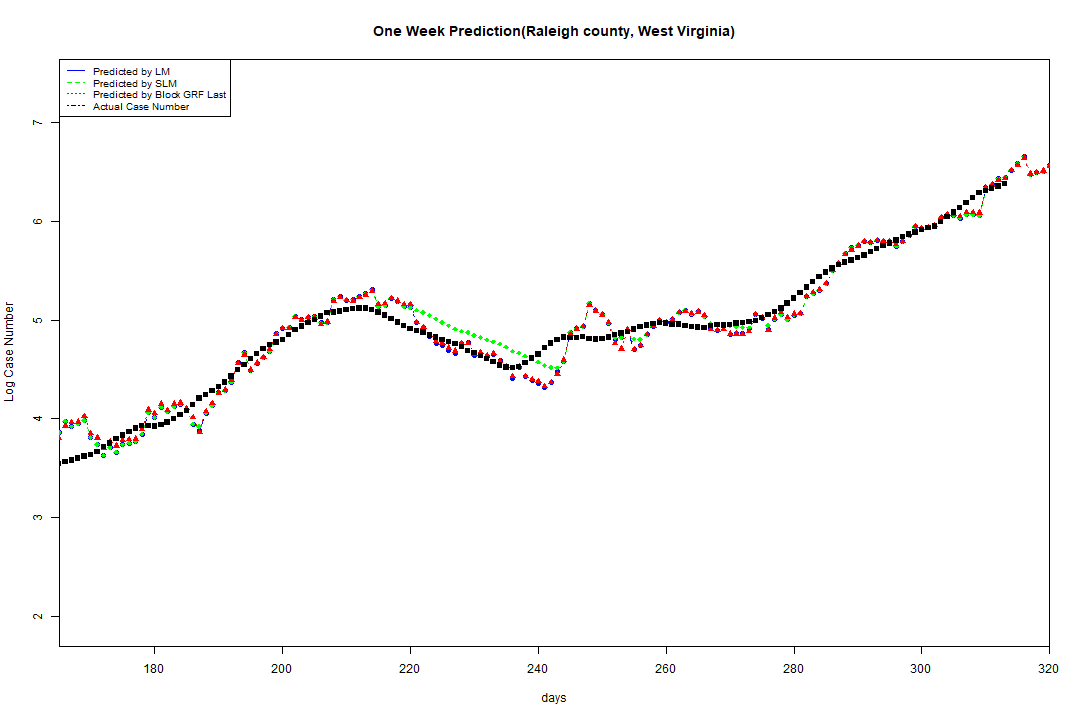 One Week Prediction(Raleigh county, West Virginia)
Predicted by LM
Predicted by SLM
Predicted by Block GRF Last
Actual Case Number
7
6
5
4
3
2
Log Case Number
180 200 220 240 260 280 300 320
days